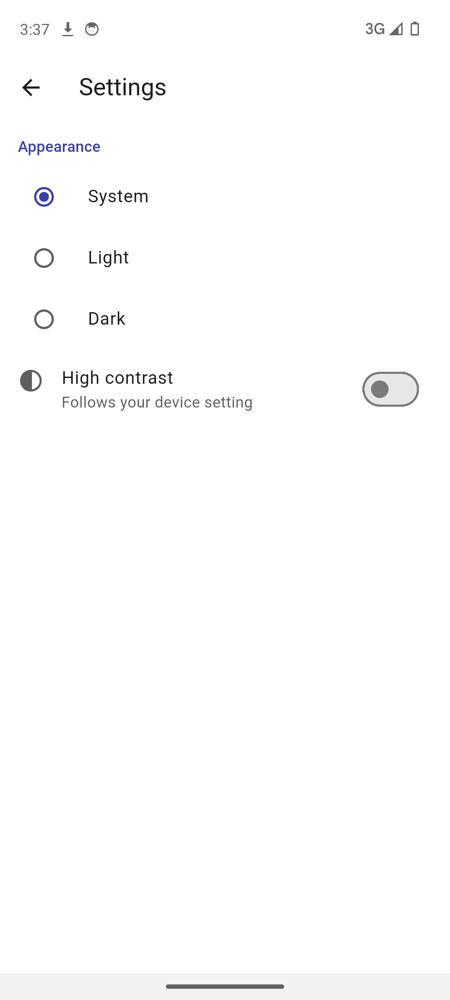 3:37
3G
Settings
Appearance
System
Light
Dark
High contrast
Follows your device setting